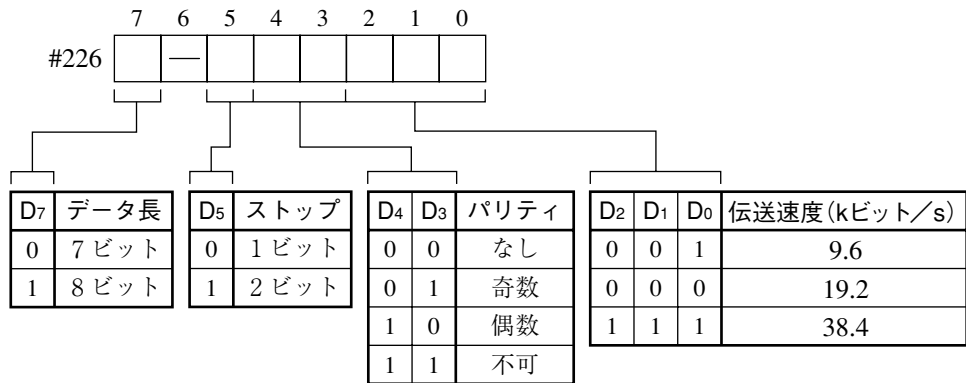 7 6 5 4 3 2 1 0
#226 —
D7 データ長
0 7ビット
1 8ビット
D5 ストップ
0 1ビット
1 2ビット
D4 D3 パリティ
0 0 なし
0 1 奇数
1 0 偶数
1 1 不可
D2 D1 D0 伝送速度(kビット/s)
0 0 1 9.6
0 0 0 19.2
1 1 1 38.4